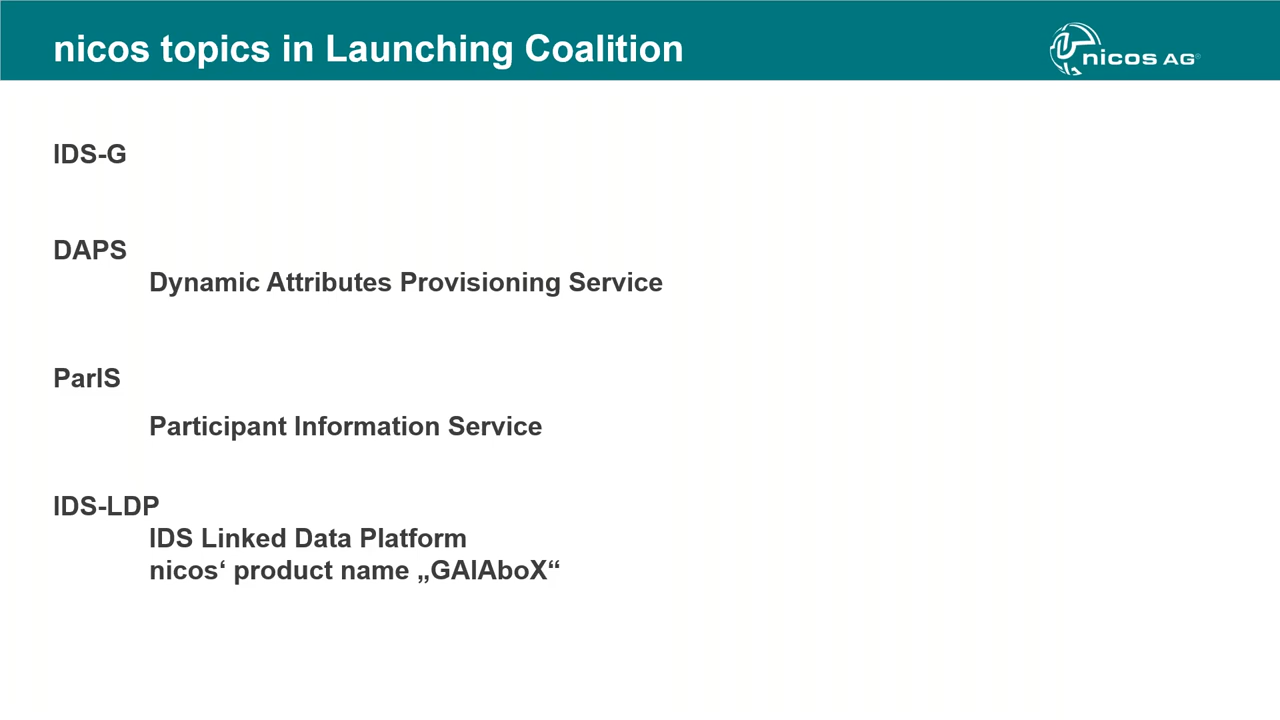 nicos topics in Launching Coalition
nicos AG®
IDS-G
DAPS
Dynamic Attributes Provisioning Service
ParIS
Participant Information Service
IDS-LDP
IDS Linked Data Platform
nicos‘ product name „GAIAboX“